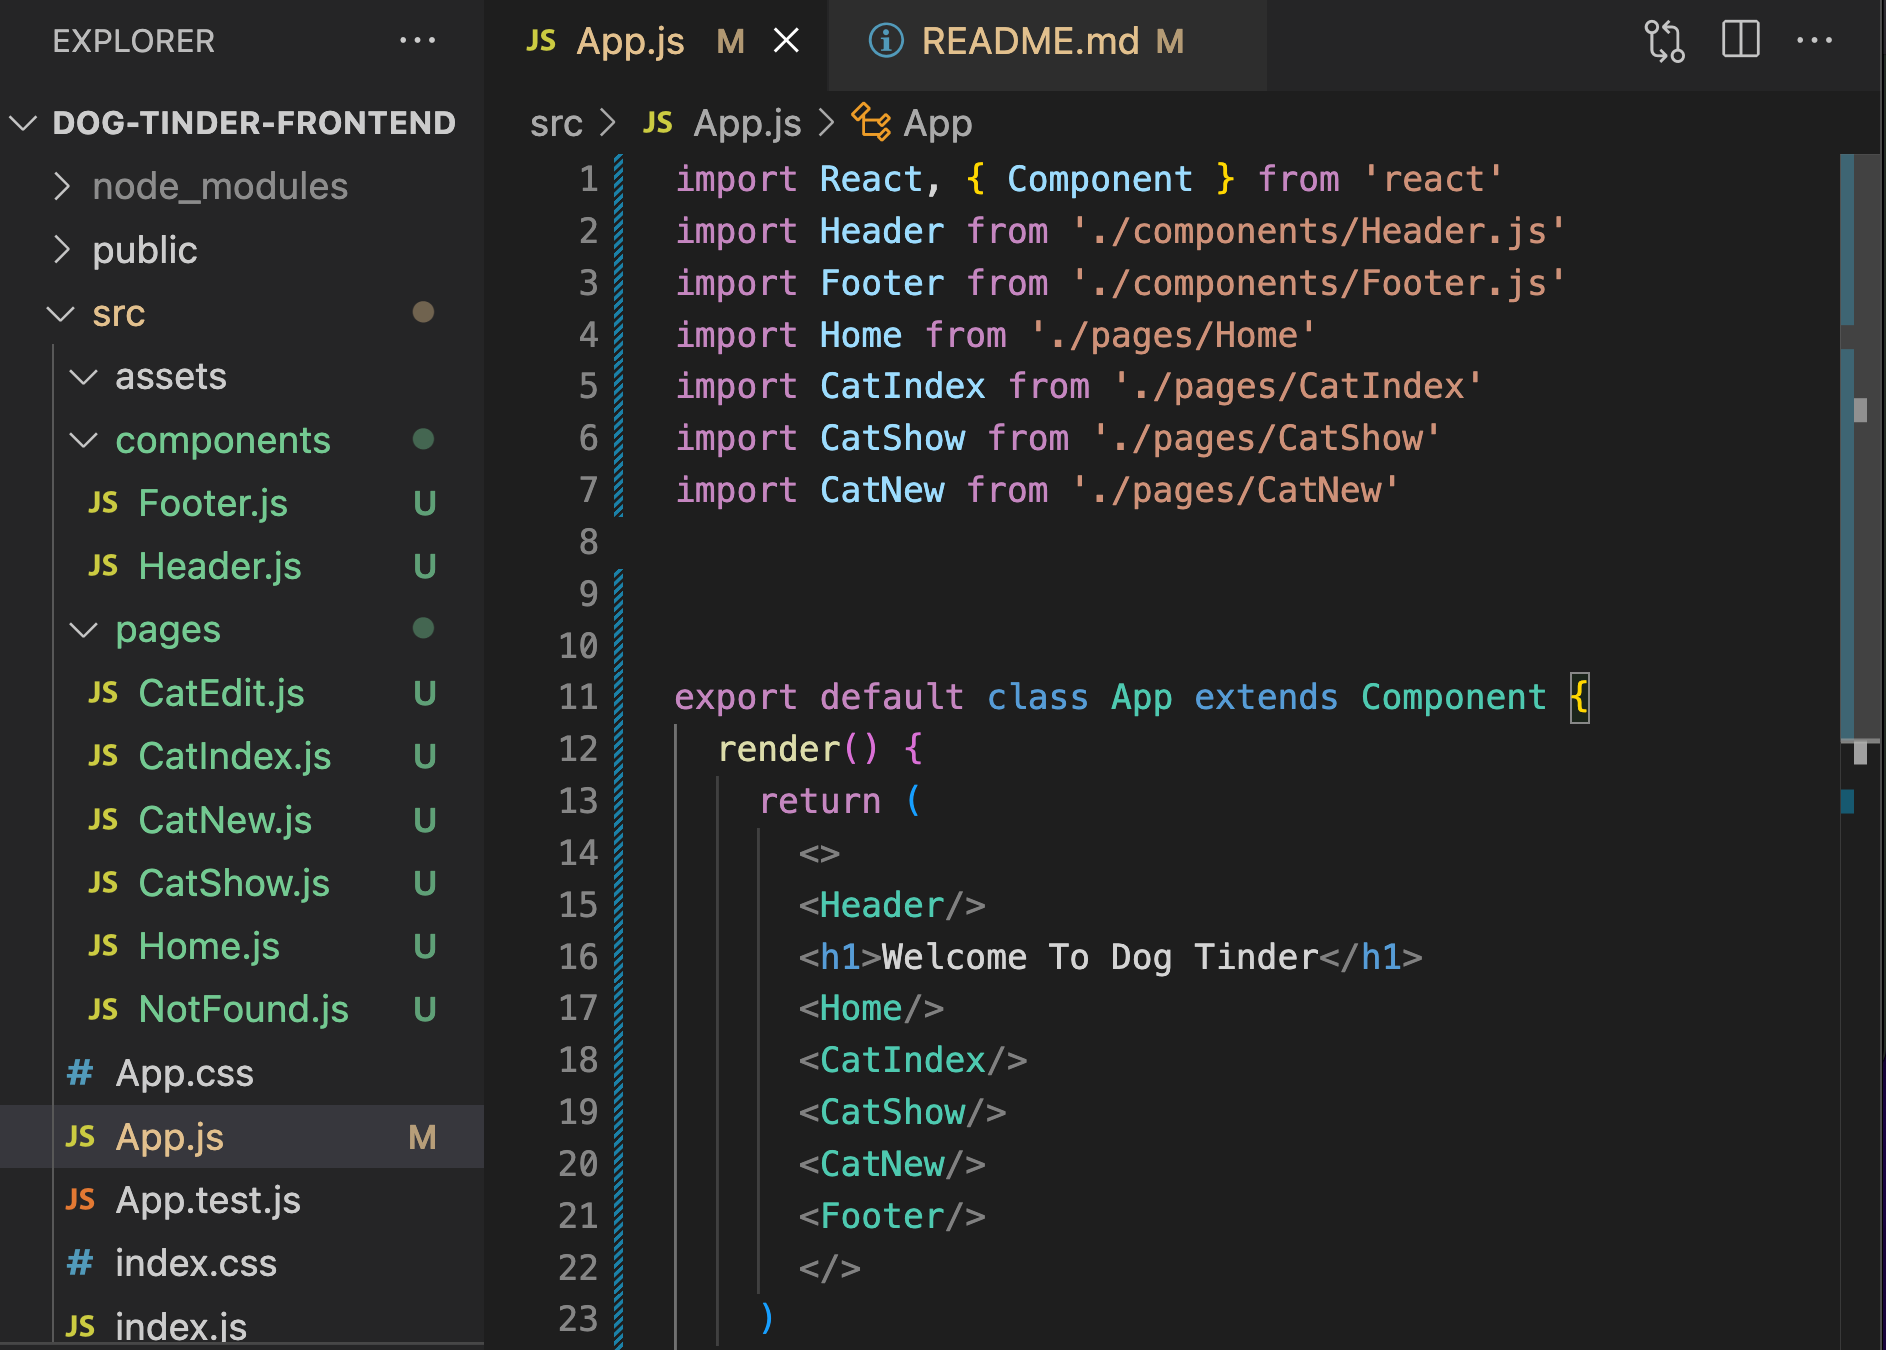 EXPLORER ...
DOG-TINDER-FRONTEND
node_modules
public
src
assets
components
JS Footer.js U
JS Header.js U
pages
JS CatEdit.js U
JS CatIndex.js U
JS CatNew.js U
JS CatShow.js U
JS Home.js U
JS NotFound.js U
# App.css
JS App.js M
JS App.test.js
# index.css
JS index.js
JS App.js M
README.md M
src > JS App.js > App
1 import React, { Component } from 'react'
2 import Header from './components/Header.js'
3 import Footer from './components/Footer.js'
4 import Home from './pages/Home'
5 import CatIndex from './pages/CatIndex'
6 import CatShow from './pages/CatShow'
7 import CatNew from './pages/CatNew'
8
9
10
11 export default class App extends Component {
12 render() {
13 return (
14 <>
15 <Header/>
16 <h1>Welcome To Dog Tinder</h1>
17 <Home/>
18 <CatIndex/>
19 <CatShow/>
20 <CatNew/>
21 <Footer/>
22 </>
23 )